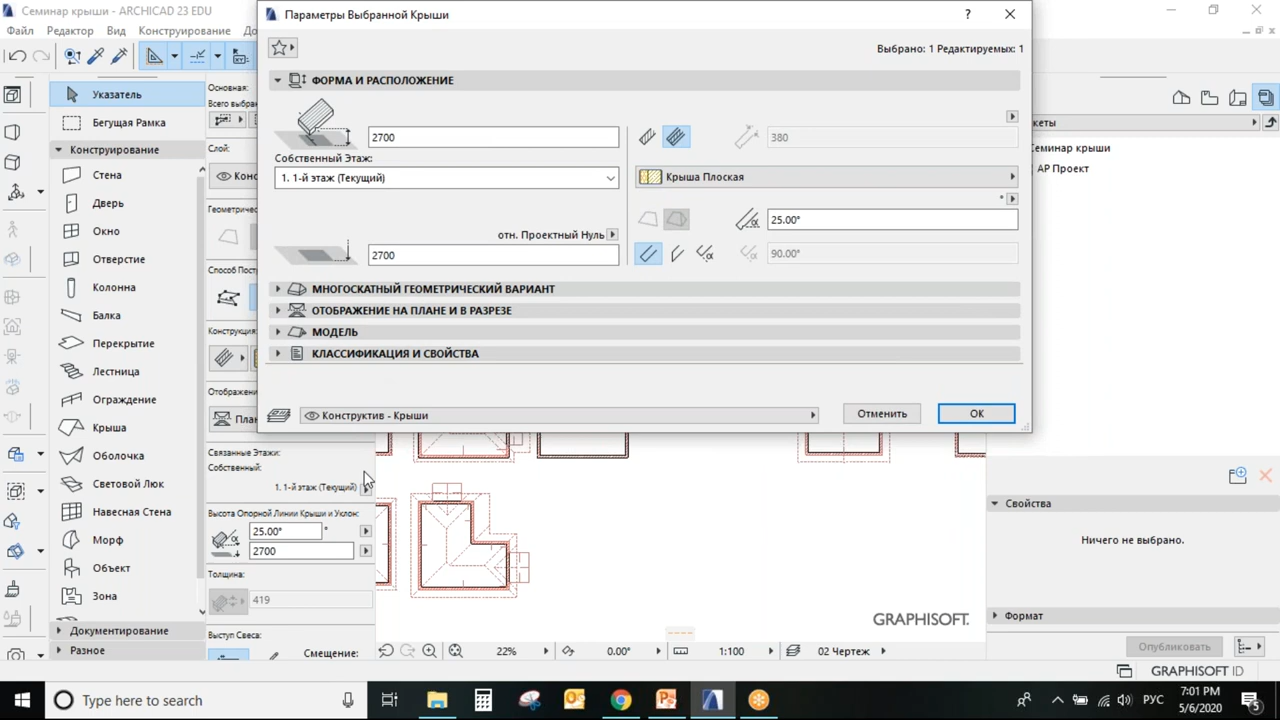 Семинар крыши - ARCHICAD 23 EDU
Файл Редактор Вид Конструирование
Параметры Выбранной Крыши
?
Выбрано: 1 Редактируемых: 1
ФОРМА И РАСПОЛОЖЕНИЕ
2700
Собственный Этаж:
1. 1-й этаж (Текущий)
отн. Проектный Нуль
2700
380
Крыша Плоская
°
25.00°
90.00°
МНОГОСКАТНЫЙ ГЕОМЕТРИЧЕСКИЙ ВАРИАНТ
ОТОБРАЖЕНИЕ НА ПЛАНЕ И В РАЗРЕЗЕ
МОДЕЛЬ
КЛАССИФИКАЦИЯ И СВОЙСТВА
Конструктив - Крыши
Отменить
OK
Указатель
Бегущая Рамка
Конструирование
Стена
Дверь
Окно
Отверстие
Колонна
Балка
Перекрытие
Лестница
Ограждение
Крыша
Оболочка
Световой Люк
Навесная Стена
Морф
Объект
Зона
Документирование
Разное
Основная:
Слой:
Конструкция:
Связанные Этажи:
Собственный:
1. 1-й этаж (Текущий)
Высота Опорной Линии Крыши и Уклон:
25.00° °
2700
Толщина:
419
Выступ Свеса:
Смещение:
Семинар крыши
АР Проект
Свойства
Ничего не выбрано.
Формат
Опубликовать
GRAPHISOFT.
22% 0.00° 1:100 02 Чертеж
GRAPHISOFT ID
Type here to search
РУС
7:01 PM
5/6/2020
5